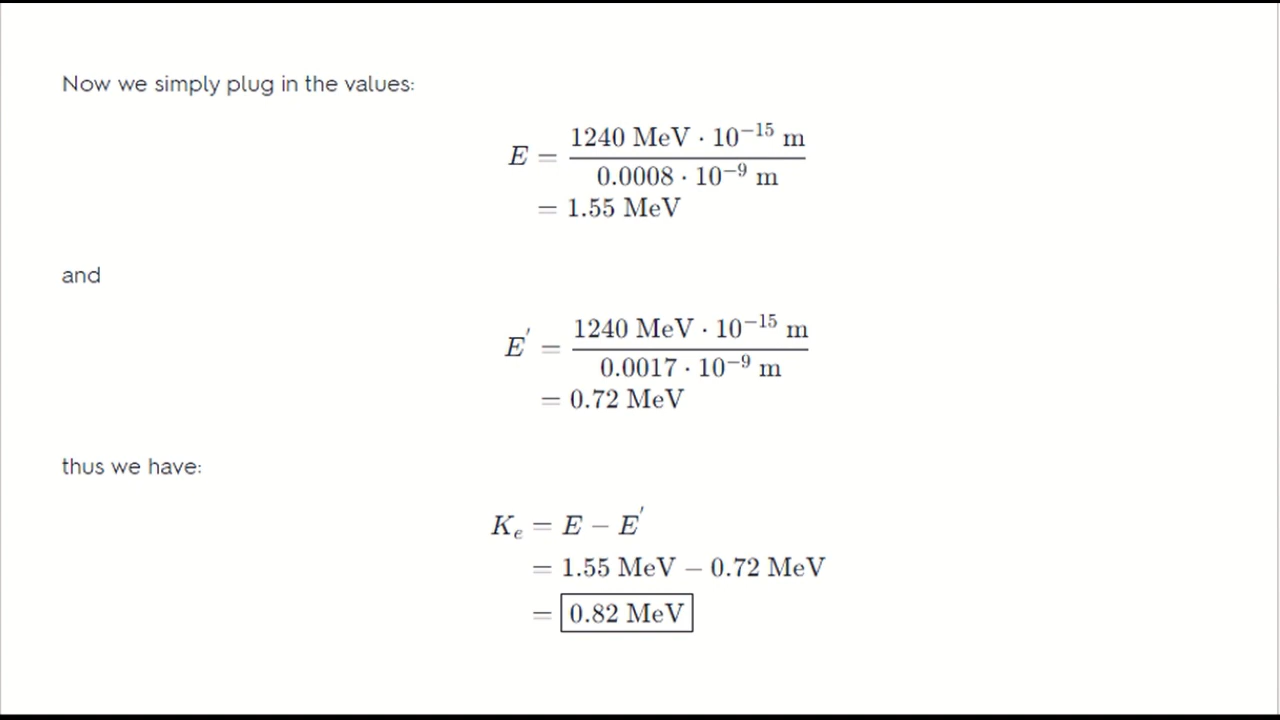 Now we simply plug in the values:
E = 1240 MeV · 10⁻¹⁵ m / 0.0008 · 10⁻⁹ m
= 1.55 MeV
and
E′ = 1240 MeV · 10⁻¹⁵ m / 0.0017 · 10⁻⁹ m
= 0.72 MeV
thus we have:
Kₑ = E − E′
= 1.55 MeV − 0.72 MeV
= 0.82 MeV